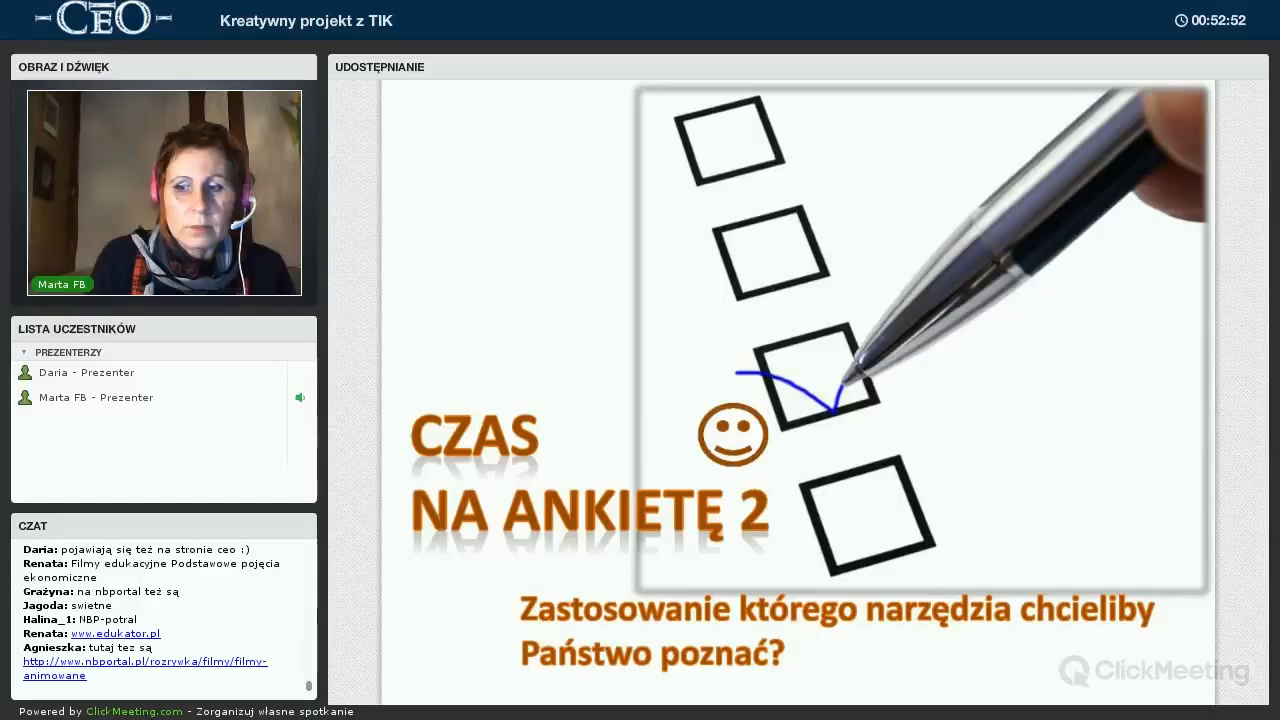 CEO
Kreatywny projekt z TIK
00:52:52
OBRAZ I DŹWIĘK
UDOSTĘPNIANIE
Marta FB
LISTA UCZESTNIKÓW
PREZENTERZY
Daria - Prezenter
Marta FB - Prezenter
CZAT
Daria: pojawiają się też na stronie ceo :)
Renata: Filmy edukacyjne Podstawowe pojęcia
ekonomiczne
Grażyna: na nbportal też są
Jagoda: swietne
Halina_1: NBP-potral
Renata: www.edukator.pl
Agnieszka: tutaj tez są
http://www.nbportal.pl/rozrywka/filmy/filmy-
animowane
CZAS
NA ANKIETĘ 2
Zastosowanie którego narzędzia chcieliby
Państwo poznać?
ClickMeeting
Powered by ClickMeeting.com - Zorganizuj własne spotkanie